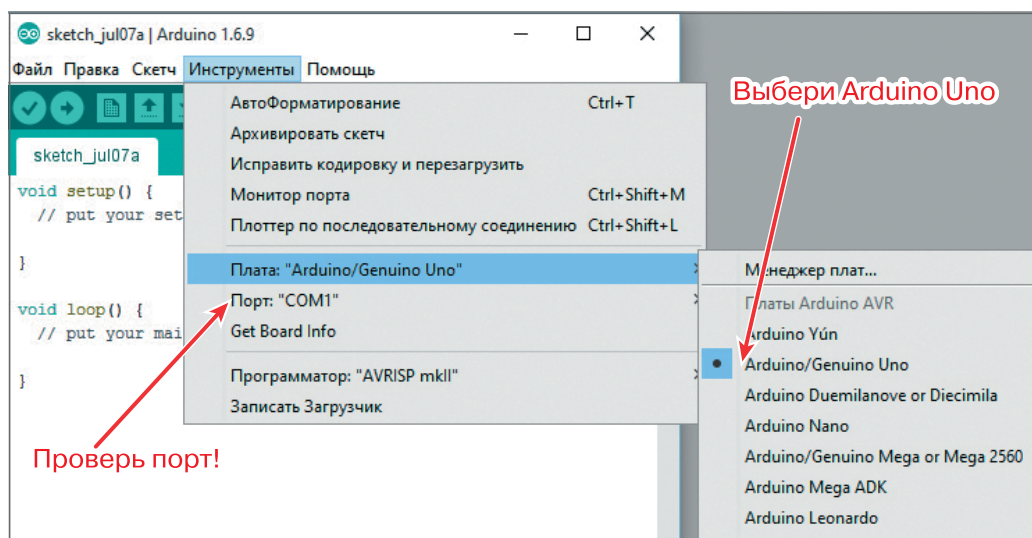 sketch_jul07a | Arduino 1.6.9
Файл Правка Скетч Инструменты Помощь
sketch_jul07a
void setup() {
// put your set
}
void loop() {
// put your mai
}
АвтоФорматирование Ctrl+T
Архивировать скетч
Исправить кодировку и перезагрузить
Монитор порта Ctrl+Shift+M
Плоттер по последовательному соединению Ctrl+Shift+L
Плата: "Arduino/Genuino Uno"
Порт: "COM1"
Get Board Info
Программатор: "AVRISP mkII"
Записать Загрузчик
Выбери Arduino Uno
Менеджер плат...
Платы Arduino AVR
Arduino Yún
Arduino/Genuino Uno
Arduino Duemilanove or Diecimila
Arduino Nano
Arduino/Genuino Mega or Mega 2560
Arduino Mega ADK
Arduino Leonardo
Проверь порт!